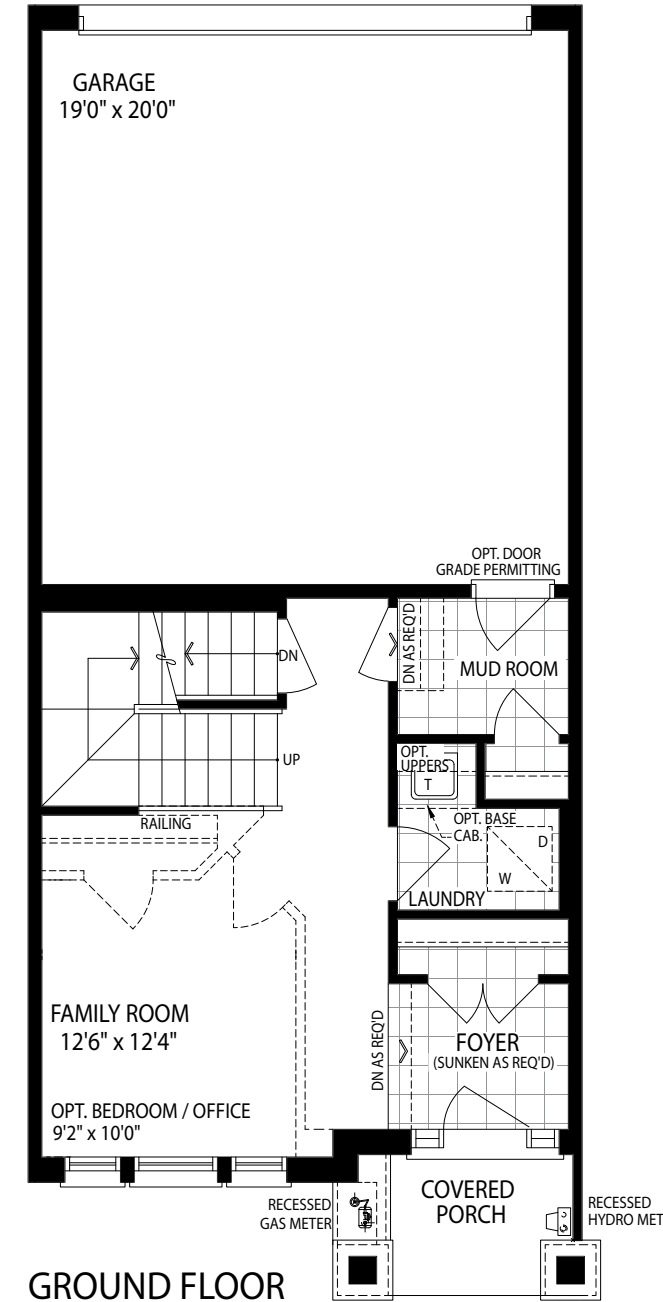 GARAGE
19'0" x 20'0"
OPT. DOOR
GRADE PERMITTING
DN AS REQ'D
MUD ROOM
DN
UP
OPT.
UPPERS
T
RAILING
OPT. BASE
CAB.
D
W
LAUNDRY
FAMILY ROOM
12'6" x 12'4"
DN AS REQ'D
FOYER
(SUNKEN AS REQ'D)
OPT. BEDROOM / OFFICE
9'2" x 10'0"
COVERED
PORCH
RECESSED
GAS METER
RECESSED
HYDRO MET
GROUND FLOOR